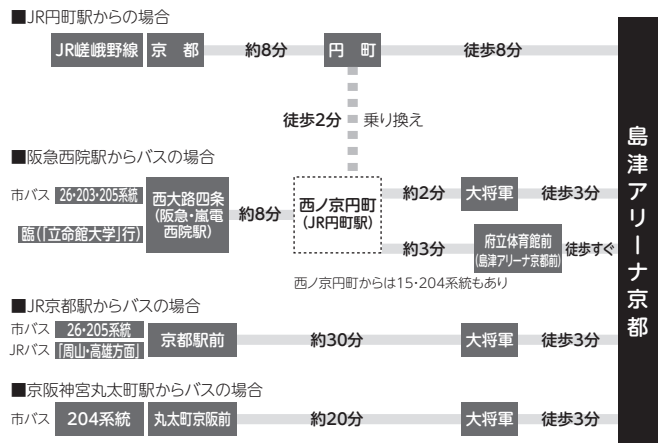 ■JR円町駅からの場合
JR嵯峨野線 京 都 約8分 円 町 徒歩8分
徒歩2分 乗り換え
■阪急西院駅からバスの場合
市バス 26・203・205系統
臨(「立命館大学」行)
西大路四条
(阪急・嵐電
西院駅)
約8分
西ノ京円町
(JR円町駅)
約2分 大将軍 徒歩3分
約3分 府立体育館前
(島津アリーナ京都前)
徒歩すぐ
西ノ京円町からは15・204系統もあり
■JR京都駅からバスの場合
市バス 26・205系統
JRバス 「周山・高雄方面」
京都駅前 約30分 大将軍 徒歩3分
■京阪神宮丸太町駅からバスの場合
市バス 204系統 丸太町京阪前 約20分 大将軍 徒歩3分
島津アリーナ京都